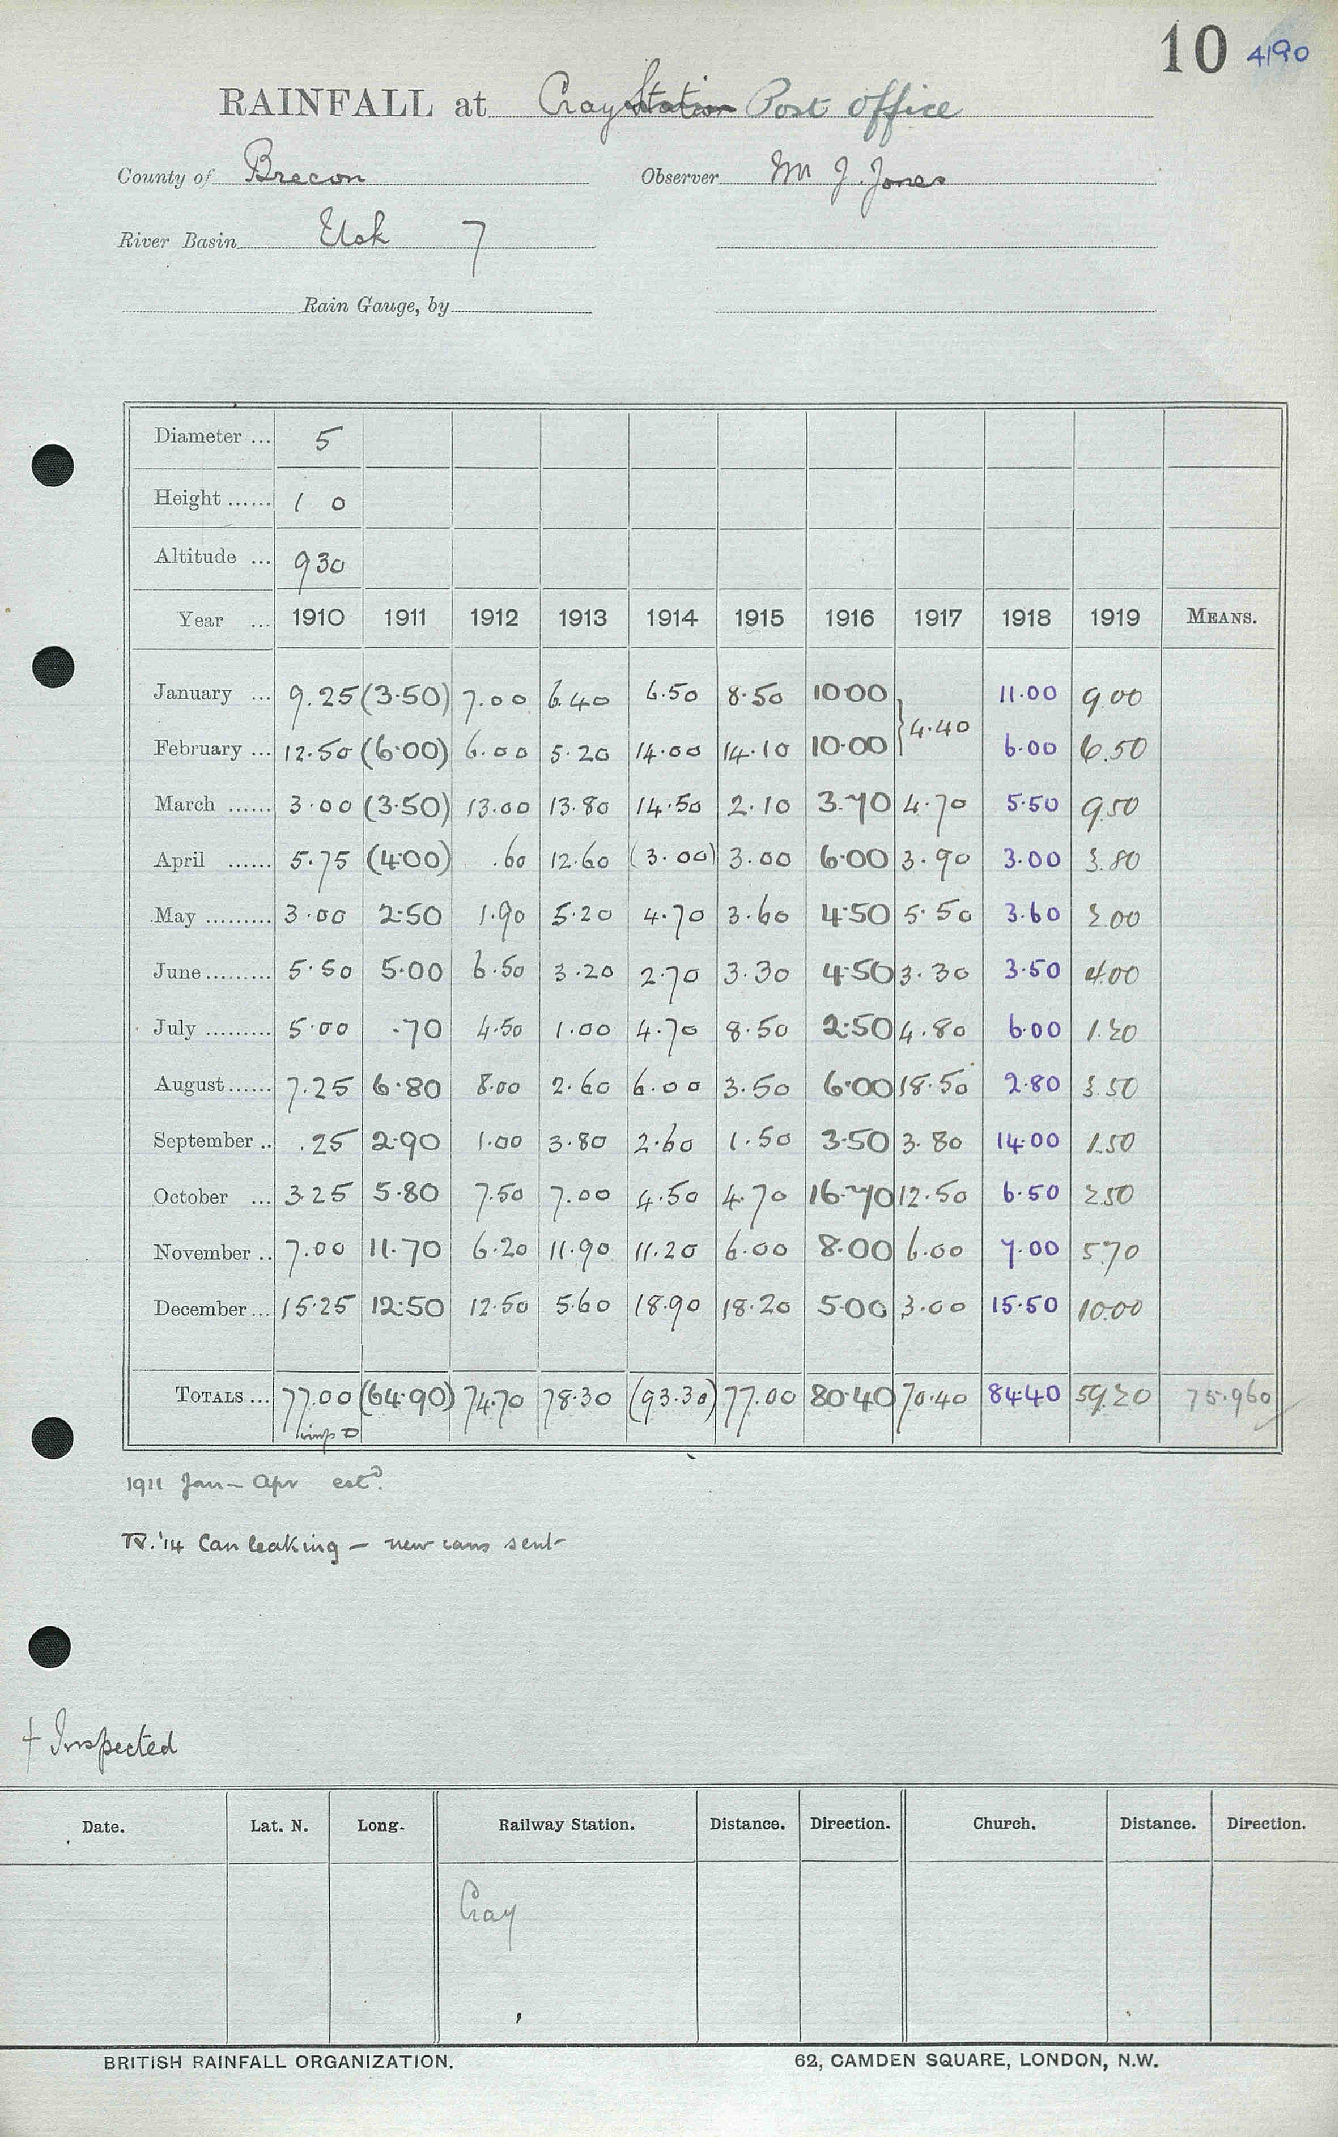 10 4190
RAINFALL at Cray Station Post Office
County of Brecon Observer M J. Jones
River Basin Usk 7
Rain Gauge, by
Diameter ... 5
Height ...... 1 0
Altitude ... 930
Year ... 1910 1911 1912 1913 1914 1915 1916 1917 1918 1919 MEANS.
January ... 9.25 (3.50) 7.00 6.40 6.50 8.50 10.00 11.00 9.00
} 4.40
February ... 12.50 (6.00) 6.00 5.20 14.00 14.10 10.00 6.00 6.50
March ...... 3.00 (3.50) 13.00 13.80 14.50 2.10 3.70 4.70 5.50 9.50
April ...... 5.75 (4.00) .60 12.60 (3.00) 3.00 6.00 3.90 3.00 3.80
May ......... 3.00 2.50 1.90 5.20 4.70 3.60 4.50 5.50 3.60 2.00
June ......... 5.50 5.00 6.50 3.20 2.70 3.30 4.50 3.30 3.50 4.00
July ......... 5.00 .70 4.50 1.00 4.70 8.50 2.50 4.80 6.00 1.20
August ...... 7.25 6.80 8.00 2.60 6.00 3.50 6.00 18.50 2.80 3.50
September .. .25 2.90 1.00 3.80 2.60 1.50 3.50 3.80 14.00 1.50
October ... 3.25 5.80 7.50 7.00 4.50 4.70 16.70 12.50 6.50 2.50
November .. 7.00 11.70 6.20 11.90 11.20 6.00 8.00 6.00 7.00 5.70
December ... 15.25 12.50 12.50 5.60 18.90 18.20 5.00 3.00 15.50 10.00
TOTALS ... 77.00 (64.90) 74.70 78.30 (93.30) 77.00 80.40 70.40 84.40 59.20 75.960
1911 Jan - Apr estd.
IV. '14 Can leaking - new cans sent
† Inspected
Date. Lat. N. Long. Railway Station. Distance. Direction. Church. Distance. Direction.
Cray
BRITISH RAINFALL ORGANIZATION. 62, CAMDEN SQUARE, LONDON, N.W.